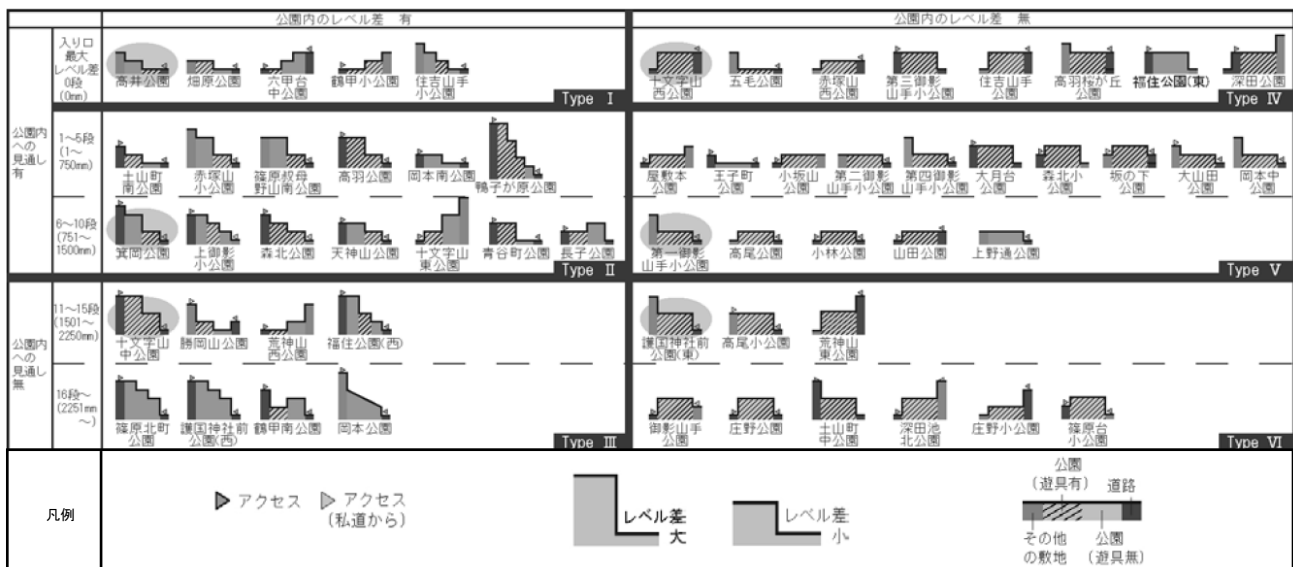 公園内のレベル差 有
公園内のレベル差 無
公園内
への
見通し
有
入り口
最大
レベル差
0段
(0mm)
高井公園
畑原公園
六甲台
中公園
鶴甲小公園
住吉山手
小公園
Type Ⅰ
十文字山
西公園
五毛公園
赤塚山
西公園
第三御影
山手小公園
住吉山手
公園
高羽桜が丘
公園
福住公園(東)
深田公園
Type Ⅳ
1〜5段
(1〜
750mm)
土山町
南公園
赤塚山
小公園
篠原叔母
野山南公園
高羽公園
岡本南公園
鴨子が原公園
屋敷本
公園
王子町
公園
小坂山
公園
第二御影
山手小公園
第四御影
山手小公園
大月台
公園
森北小
公園
坂の下
公園
大山田
公園
岡本中
公園
6〜10段
(751〜
1500mm)
箕岡公園
上御影
小公園
森北公園
天神山公園
十文字山
東公園
青谷町公園
長子公園
Type Ⅱ
第一御影
山手小公園
高尾公園
小林公園
山田公園
上野通公園
Type Ⅴ
公園内
への
見通し
無
11〜15段
(1501〜
2250mm)
十文字山
中公園
勝岡山公園
荒神山
西公園
福住公園(西)
護国神社前
公園(東)
高尾小公園
荒神山
東公園
16段〜
(2251mm
〜)
篠原北町
公園
護国神社前
公園(西)
鶴甲南公園
岡本公園
Type Ⅲ
御影山手
公園
庄野公園
土山町
中公園
深田池
北公園
庄野小公園
篠原台
小公園
Type Ⅵ
凡例
アクセス
アクセス
(私道から)
レベル差
大
レベル差
小
公園
(遊具有)
道路
その他
の敷地
公園
(遊具無)